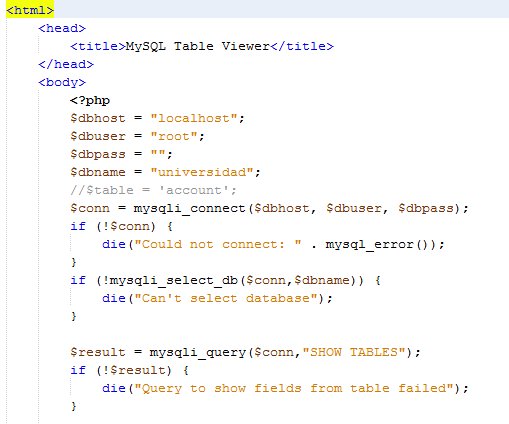 <html>
<head>
<title>MySQL Table Viewer</title>
</head>
<body>
<?php
$dbhost = "localhost";
$dbuser = "root";
$dbpass = "";
$dbname = "universidad";
//$table = 'account';
$conn = mysqli_connect($dbhost, $dbuser, $dbpass);
if (!$conn) {
die("Could not connect: " . mysql_error());
}
if (!mysqli_select_db($conn,$dbname)) {
die("Can't select database");
}
$result = mysqli_query($conn,"SHOW TABLES");
if (!$result) {
die("Query to show fields from table failed");
}